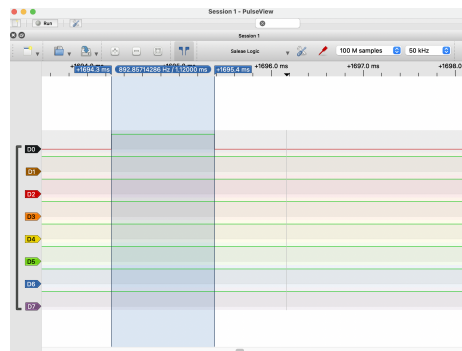 Session 1 - PulseView
Run
Session 1
Saleae Logic 100 M samples 50 kHz
+1694.3 ms 892.85714286 Hz / 1.12000 ms +1695.4 ms +1696.0 ms +1697.0 ms +1698.0
D0
D1
D2
D3
D4
D5
D6
D7